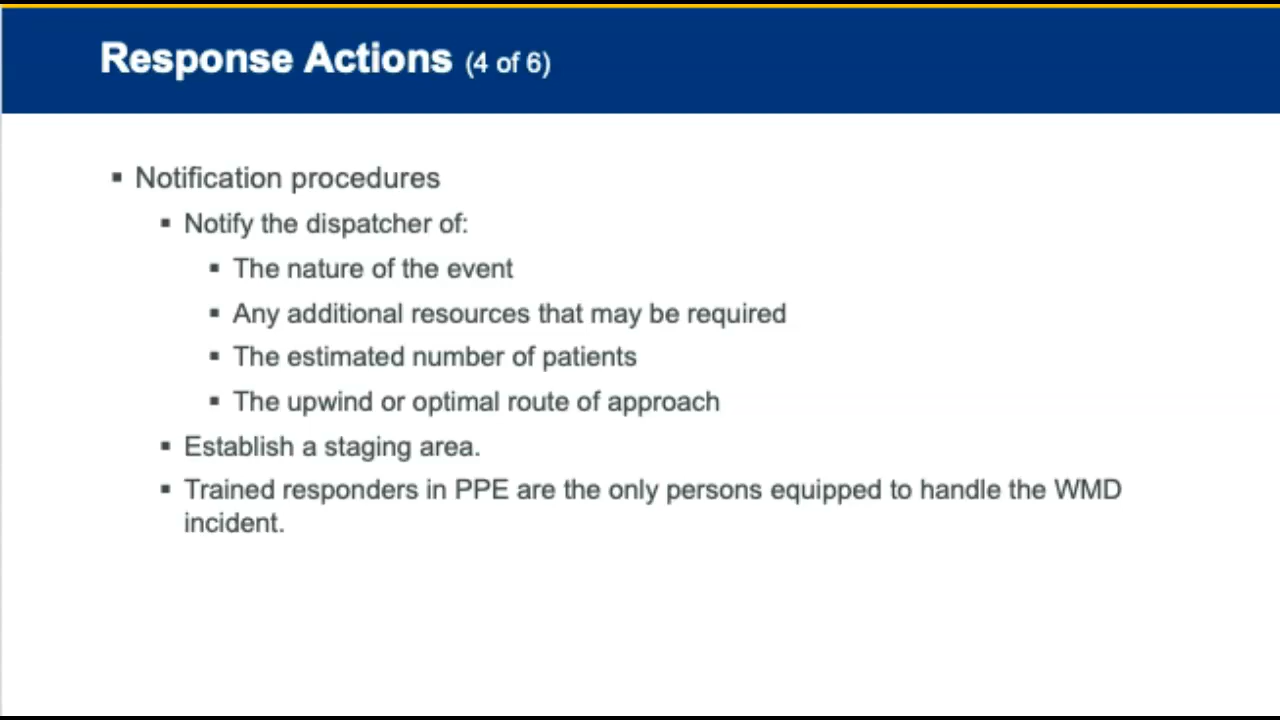 Response Actions (4 of 6)
▪ Notification procedures
▪ Notify the dispatcher of:
▪ The nature of the event
▪ Any additional resources that may be required
▪ The estimated number of patients
▪ The upwind or optimal route of approach
▪ Establish a staging area.
▪ Trained responders in PPE are the only persons equipped to handle the WMD
incident.